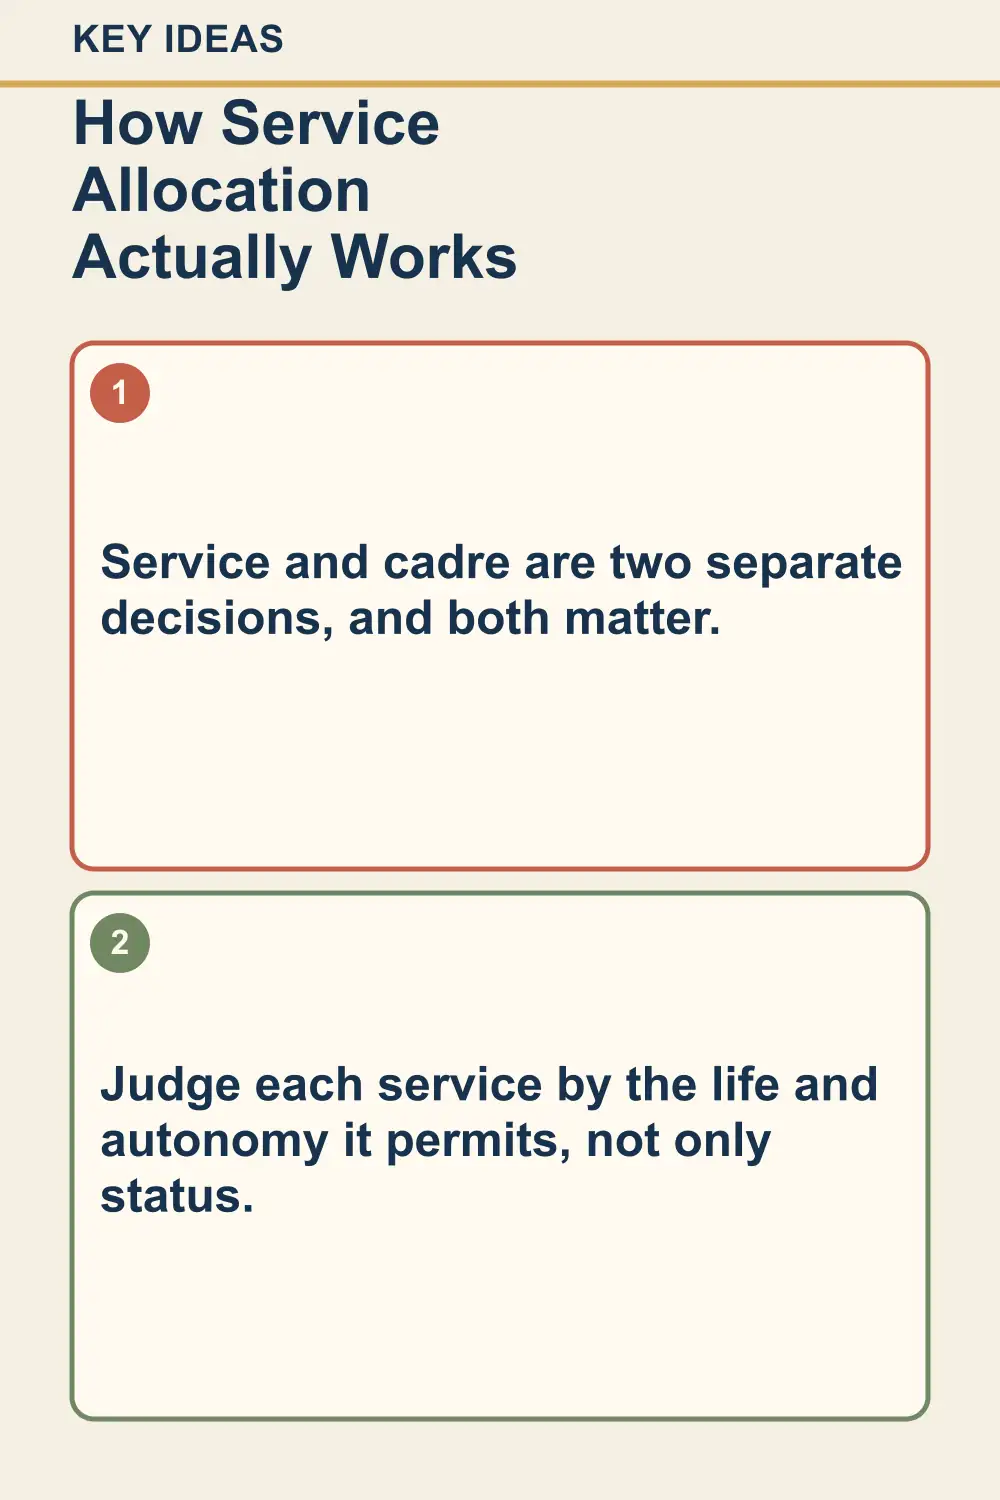 KEY IDEAS
How Service
Allocation
Actually Works
1
Service and cadre are two separate
decisions, and both matter.
2
Judge each service by the life and
autonomy it permits, not only
status.